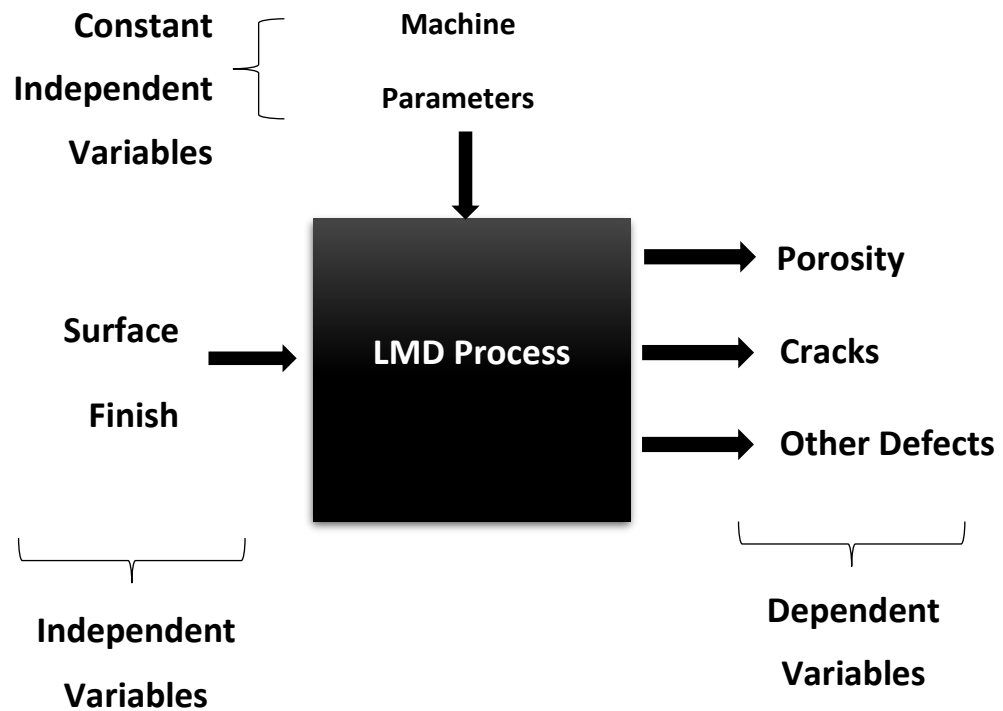 Constant
Independent
Variables
Machine
Parameters
Surface
Finish
LMD Process
Porosity
Cracks
Other Defects
Independent
Variables
Dependent
Variables